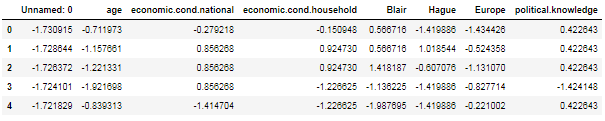 Unnamed: 0 age economic.cond.national economic.cond.household Blair Hague Europe political.knowledge
0 -1.730915 -0.711973 -0.279218 -0.150948 0.566716 -1.419886 -1.434426 0.422643
1 -1.728644 -1.157661 0.856268 0.924730 0.566716 1.018544 -0.524358 0.422643
2 -1.726372 -1.221331 0.856268 0.924730 1.418187 -0.607076 -1.131070 0.422643
3 -1.724101 -1.921698 0.856268 -1.226625 -1.136225 -1.419886 -0.827714 -1.424148
4 -1.721829 -0.839313 -1.414704 -1.226625 -1.987695 -1.419886 -0.221002 0.422643